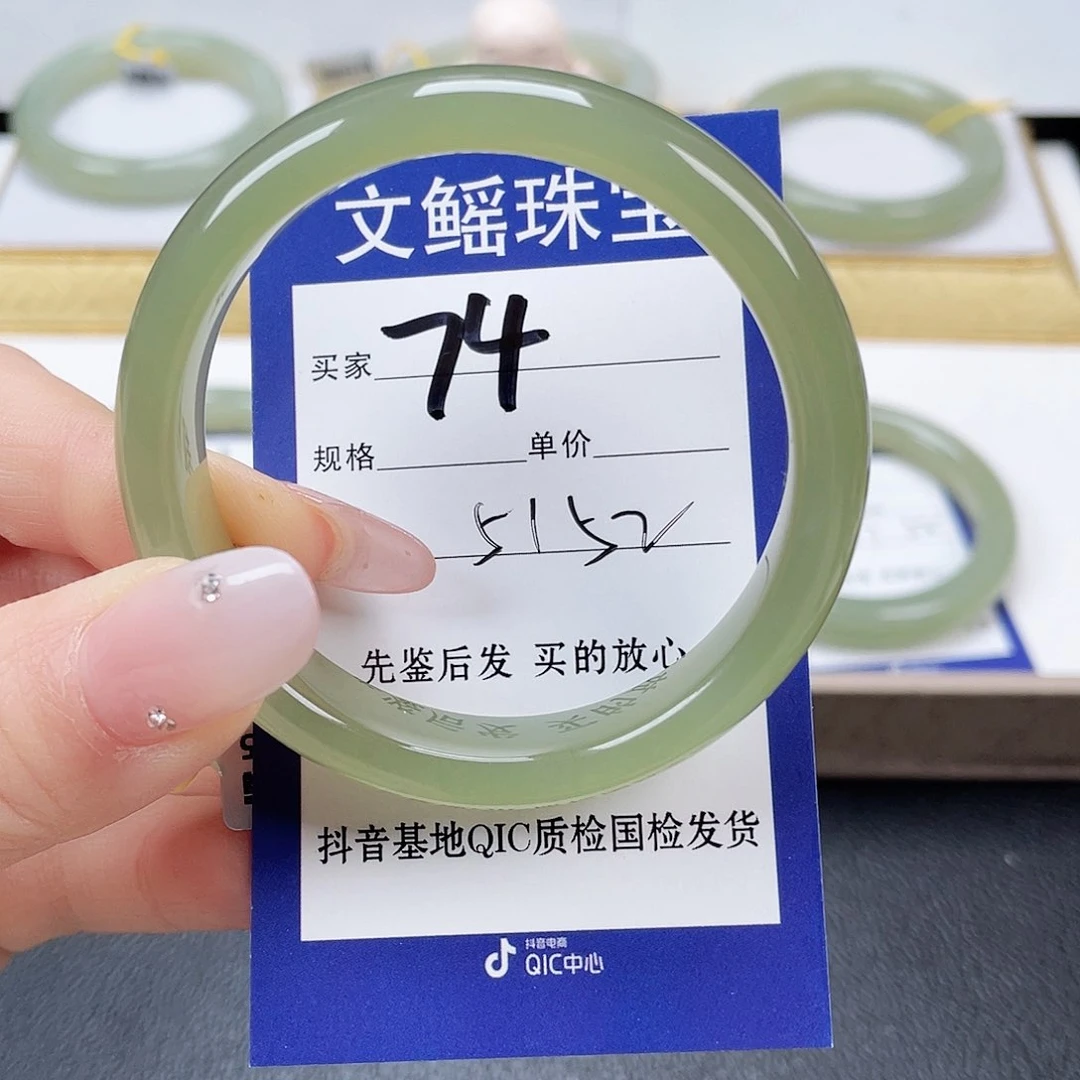 文鳐珠宝
买家 74
规格 单价
5152
先鉴后发 买的放心
抖音基地QIC质检国检发货
抖音电商
QIC中心